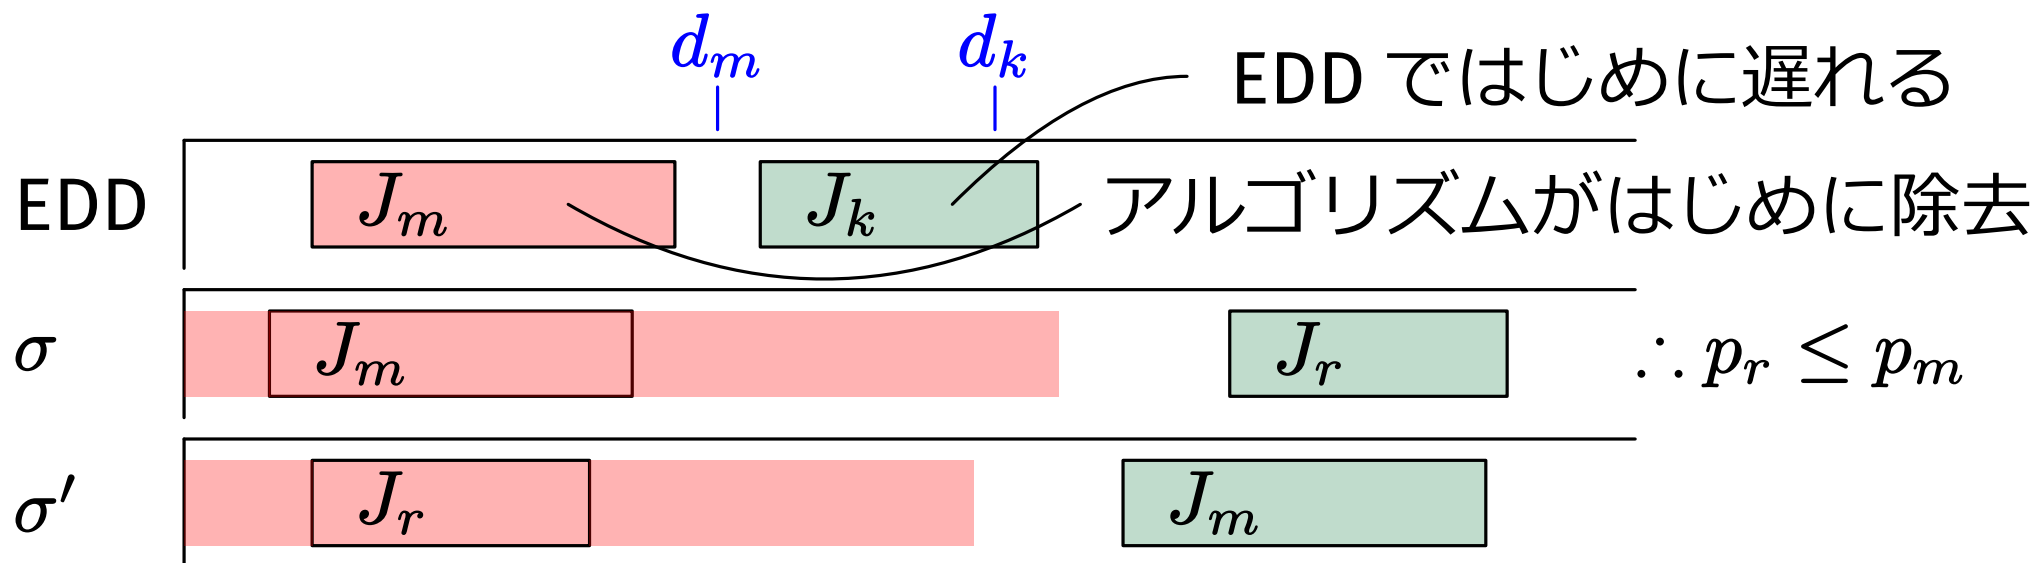 d_m d_k
EDD ではじめに遅れる
EDD J_m J_k アルゴリズムがはじめに除去
σ J_m J_r ∴ p_r ≤ p_m
σ′ J_r J_m